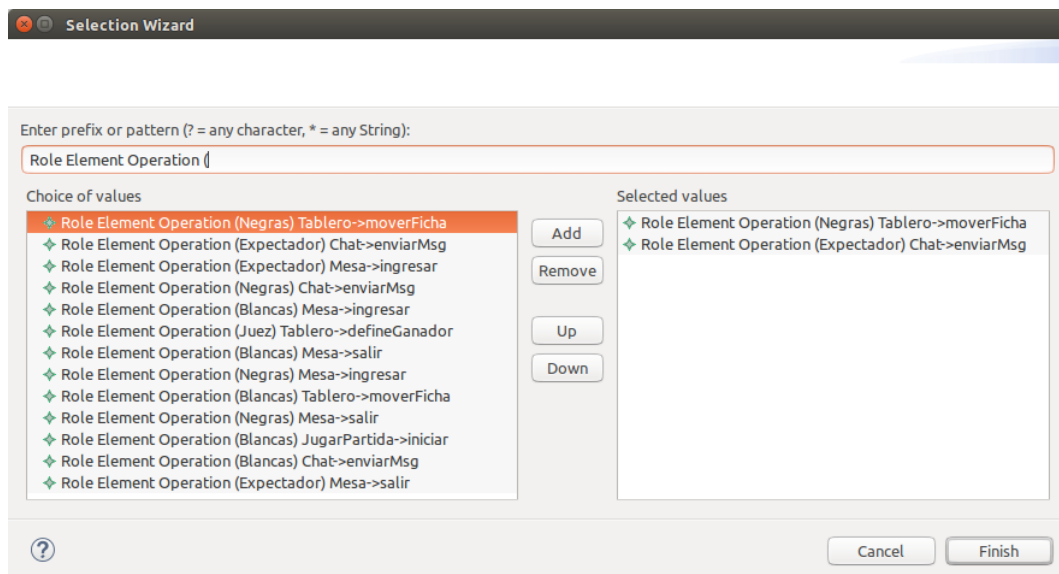 Selection Wizard
Enter prefix or pattern (? = any character, * = any String):
Role Element Operation (
Choice of values
Role Element Operation (Negras) Tablero->moverFicha
Role Element Operation (Expectador) Chat->enviarMsg
Role Element Operation (Expectador) Mesa->ingresar
Role Element Operation (Negras) Chat->enviarMsg
Role Element Operation (Blancas) Mesa->ingresar
Role Element Operation (Juez) Tablero->defineGanador
Role Element Operation (Blancas) Mesa->salir
Role Element Operation (Negras) Mesa->ingresar
Role Element Operation (Blancas) Tablero->moverFicha
Role Element Operation (Negras) Mesa->salir
Role Element Operation (Blancas) JugarPartida->iniciar
Role Element Operation (Blancas) Chat->enviarMsg
Role Element Operation (Expectador) Mesa->salir
Add
Remove
Up
Down
Selected values
Role Element Operation (Negras) Tablero->moverFicha
Role Element Operation (Expectador) Chat->enviarMsg
?
Cancel
Finish